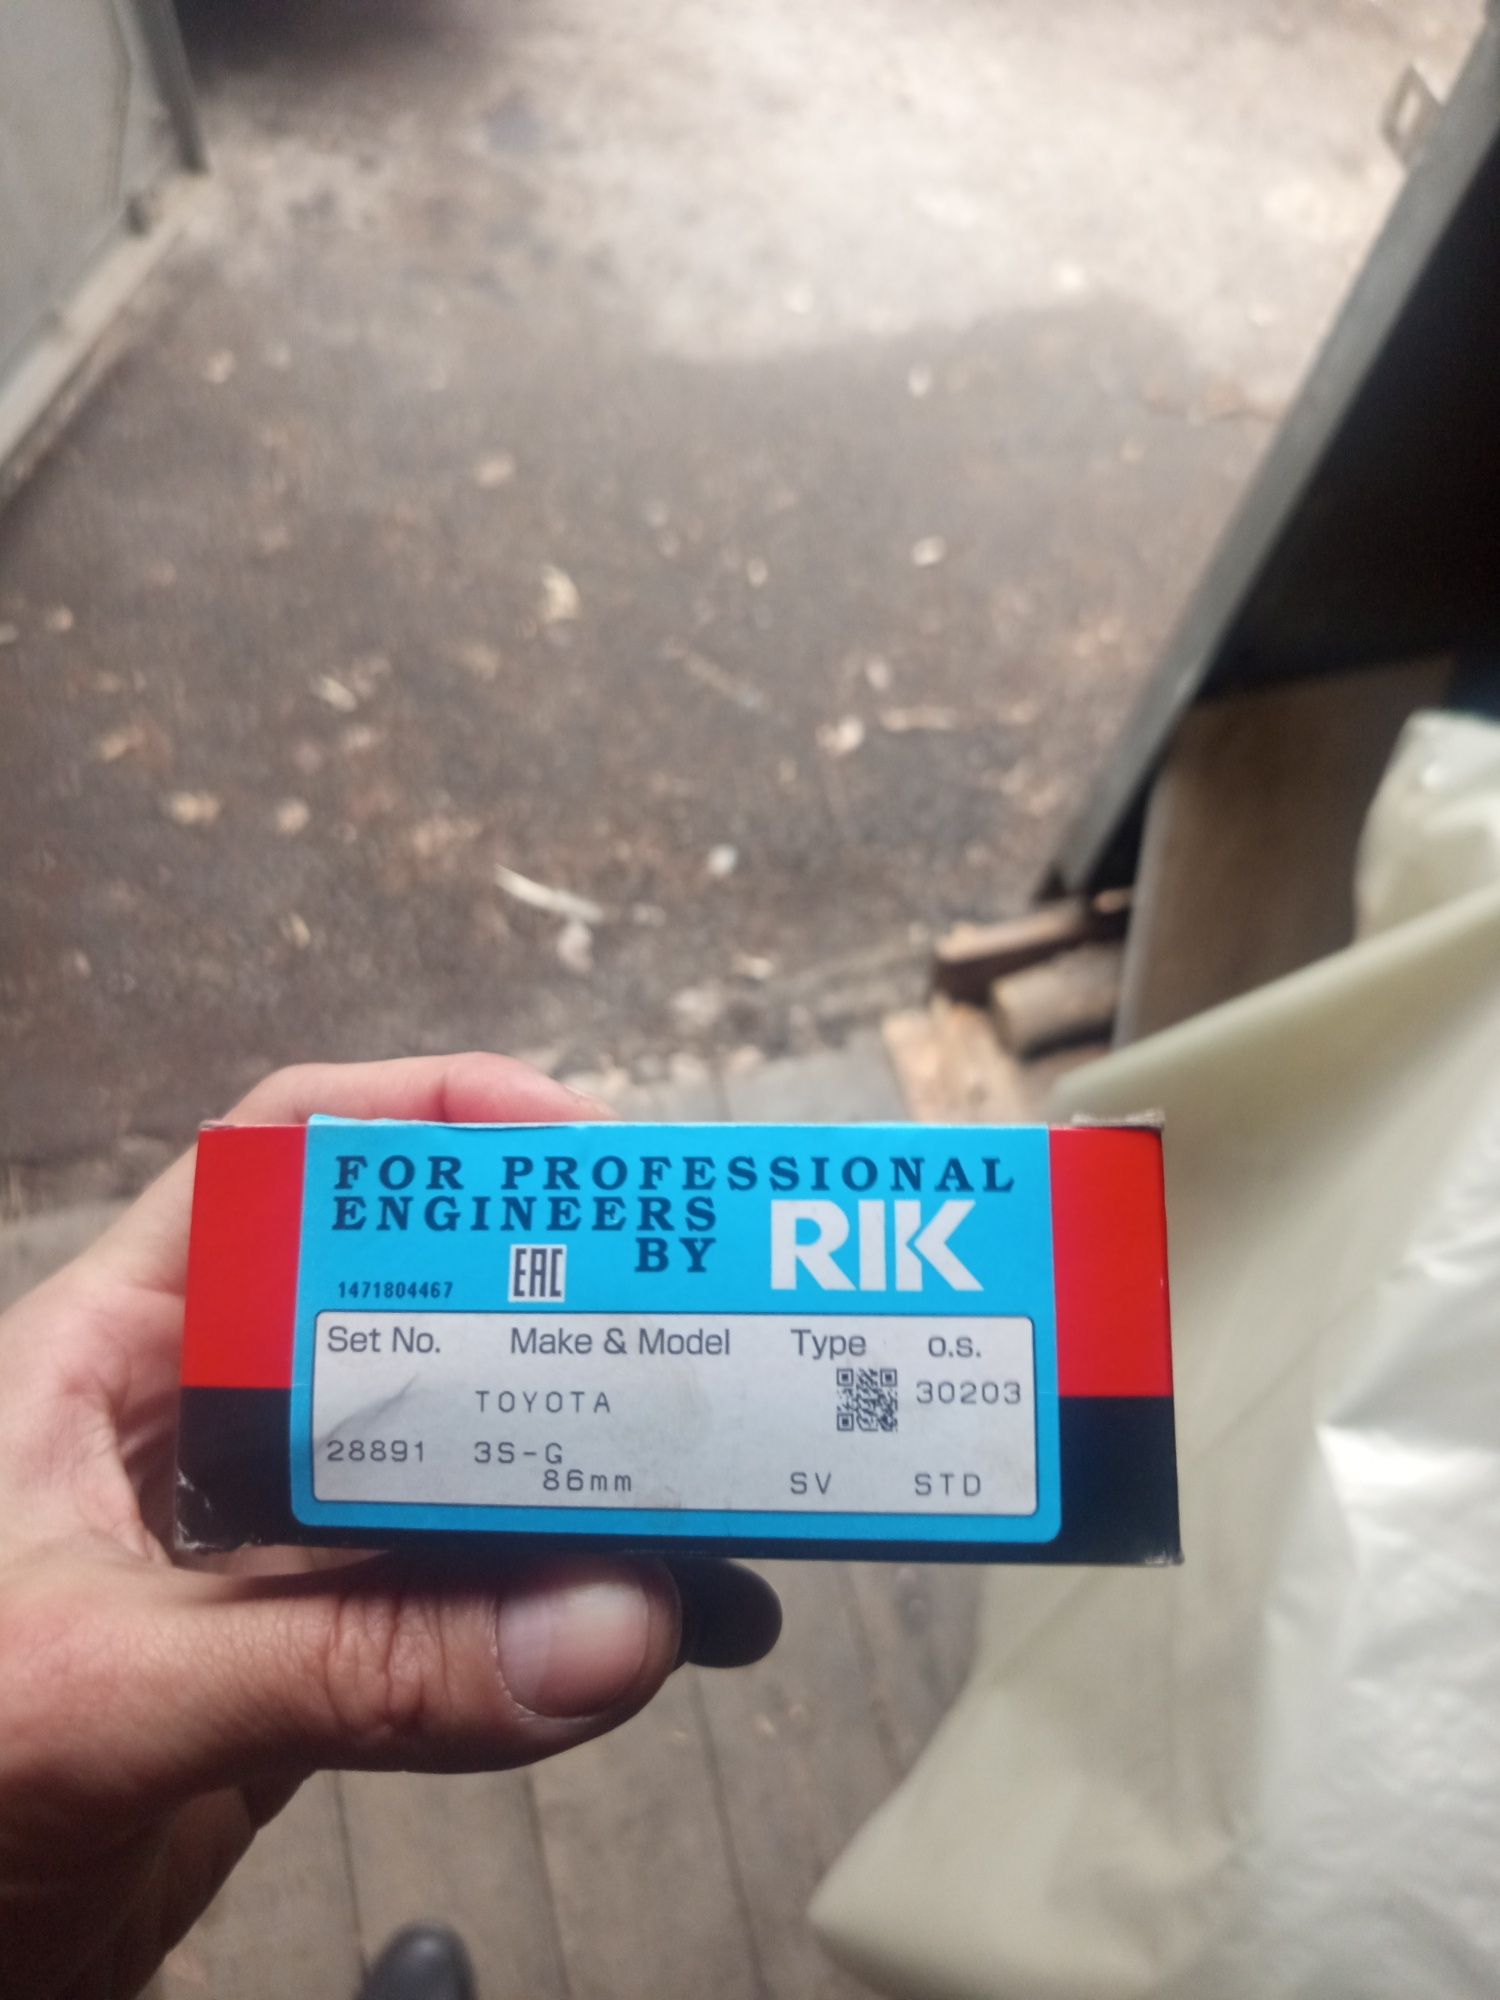 FOR PROFESSIONAL
ENGINEERS
BY RIK
1471804467 EAC
Set No. Make & Model Type o.s.
TOYOTA 30203
28891 3S-G
86mm SV STD